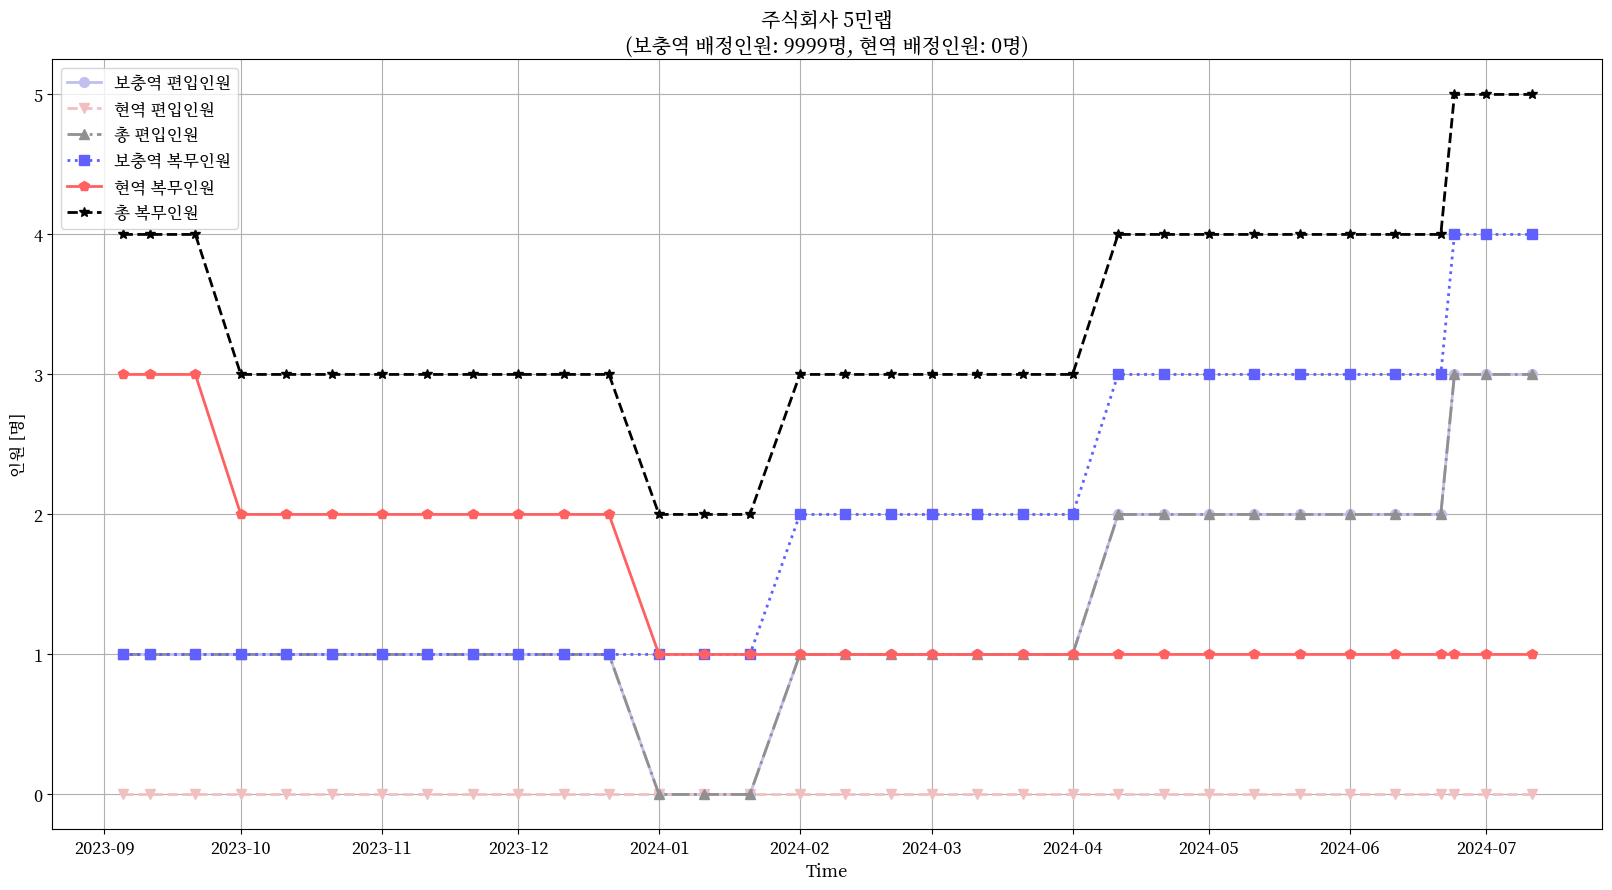 주식회사 5민랩
(보충역 배정인원: 9999명, 현역 배정인원: 0명)
보충역 편입인원
현역 편입인원
총 편입인원
보충역 복무인원
현역 복무인원
총 복무인원
인원 [명]
5
4
3
2
1
0
2023-09 2023-10 2023-11 2023-12 2024-01 2024-02 2024-03 2024-04 2024-05 2024-06 2024-07
Time